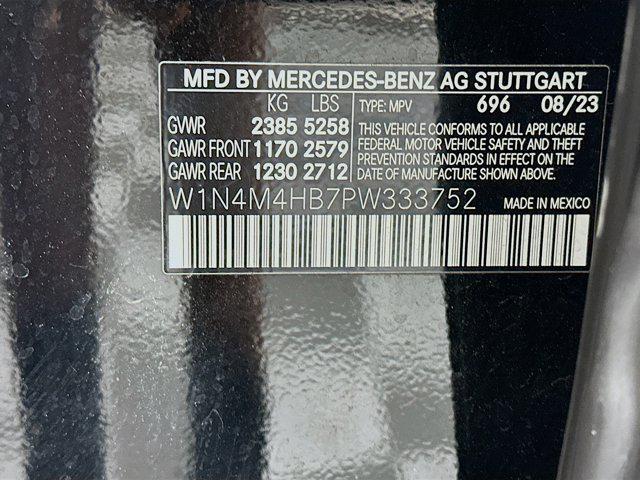 MFD BY MERCEDES-BENZ AG STUTTGART
KG LBS TYPE: MPV 696 08/23
GVWR 2385 5258 THIS VEHICLE CONFORMS TO ALL APPLICABLE
GAWR FRONT 1170 2579 FEDERAL MOTOR VEHICLE SAFETY AND THEFT
GAWR REAR 1230 2712 PREVENTION STANDARDS IN EFFECT ON THE
DATE OF MANUFACTURE SHOWN ABOVE.
W1N4M4HB7PW333752 MADE IN MEXICO